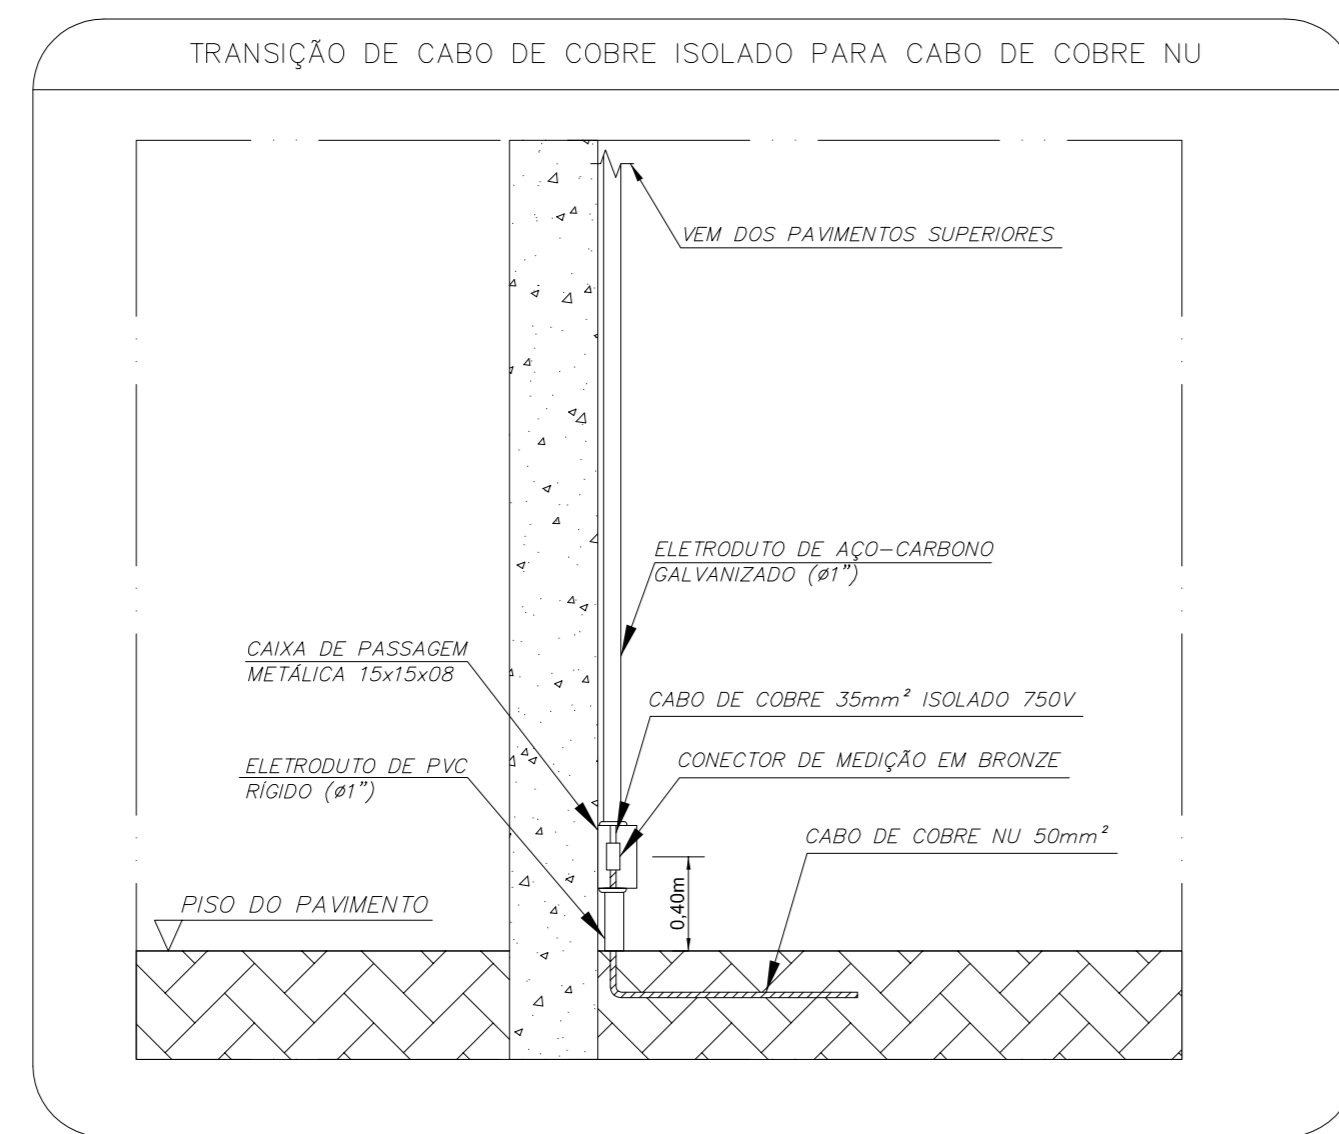 TRANSIÇÃO DE CABO DE COBRE ISOLADO PARA CABO DE COBRE NU
VEM DOS PAVIMENTOS SUPERIORES
ELETRODUTO DE AÇO-CARBONO
GALVANIZADO (ø1")
CAIXA DE PASSAGEM
METÁLICA 15x15x08
CABO DE COBRE 35mm² ISOLADO 750V
ELETRODUTO DE PVC
RÍGIDO (ø1")
CONECTOR DE MEDIÇÃO EM BRONZE
CABO DE COBRE NU 50mm²
0,40m
PISO DO PAVIMENTO